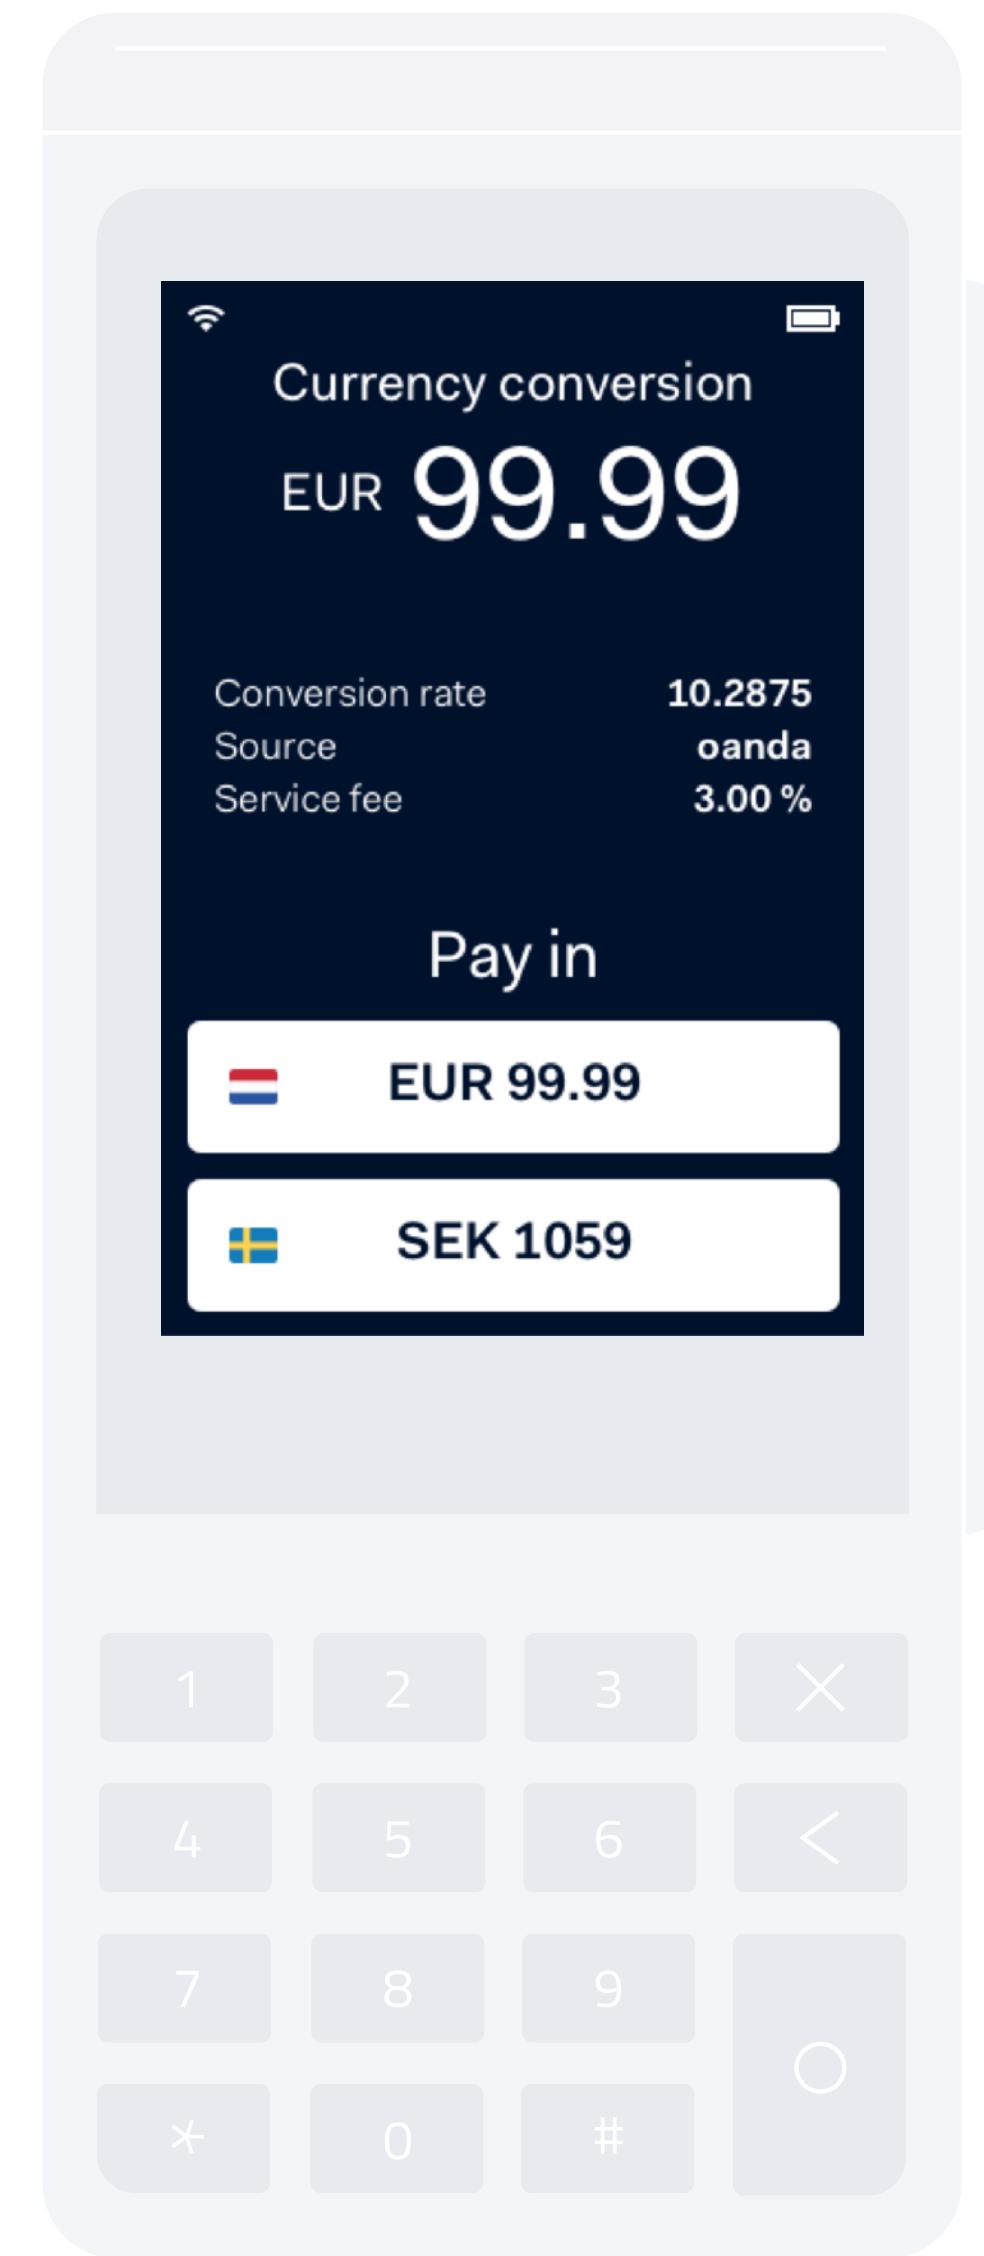 Currency conversion
EUR 99.99
Conversion rate 10.2875
Source oanda
Service fee 3.00 %
Pay in
EUR 99.99
SEK 1059
1 2 3
4 5 6 <
7 8 9
* 0 #